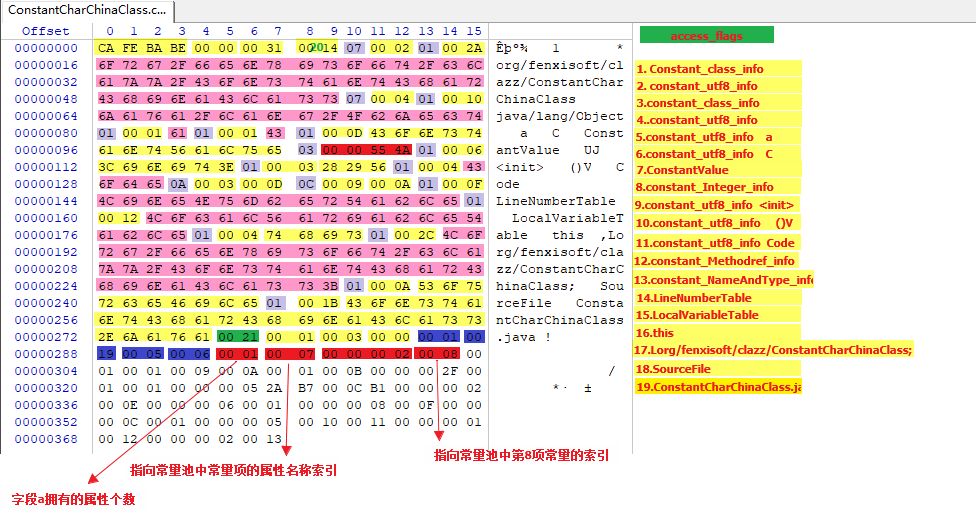 ConstantCharChinaClass.c...
Offset 0 1 2 3 4 5 6 7 8 9 10 11 12 13 14 15
00000000 CA FE BA BE 00 00 00 31 00 14 07 00 02 01 00 2A Êþº¾ 1 *
20
00000016 6F 72 67 2F 66 65 6E 78 69 73 6F 66 74 2F 63 6C org/fenxisoft/cl
00000032 61 7A 7A 2F 43 6F 6E 73 74 61 6E 74 43 68 61 72 azz/ConstantChar
00000048 43 68 69 6E 61 43 6C 61 73 73 07 00 04 01 00 10 ChinaClass
00000064 6A 61 76 61 2F 6C 61 6E 67 2F 4F 62 6A 65 63 74 java/lang/Object
00000080 01 00 01 61 01 00 01 43 01 00 0D 43 6F 6E 73 74 a C Const
00000096 61 6E 74 56 61 6C 75 65 03 00 00 55 4A 01 00 06 antValue UJ
00000112 3C 69 6E 69 74 3E 01 00 03 28 29 56 01 00 04 43 <init> ()V C
00000128 6F 64 65 0A 00 03 00 0D 0C 00 09 00 0A 01 00 0F ode
00000144 4C 69 6E 65 4E 75 6D 62 65 72 54 61 62 6C 65 01 LineNumberTable
00000160 00 12 4C 6F 63 61 6C 56 61 72 69 61 62 6C 65 54 LocalVariableT
00000176 61 62 6C 65 01 00 04 74 68 69 73 01 00 2C 4C 6F able this ,Lo
00000192 72 67 2F 66 65 6E 78 69 73 6F 66 74 2F 63 6C 61 rg/fenxisoft/cla
00000208 7A 7A 2F 43 6F 6E 73 74 61 6E 74 43 68 61 72 43 zz/ConstantCharC
00000224 68 69 6E 61 43 6C 61 73 73 3B 01 00 0A 53 6F 75 hinaClass; Sou
00000240 72 63 65 46 69 6C 65 01 00 1B 43 6F 6E 73 74 61 rceFile Consta
00000256 6E 74 43 68 61 72 43 68 69 6E 61 43 6C 61 73 73 ntCharChinaClass
00000272 2E 6A 61 76 61 00 21 00 01 00 03 00 00 00 01 00 .java !
00000288 19 00 05 00 06 00 01 00 07 00 00 00 02 00 08 00
00000304 01 00 01 00 09 00 0A 00 01 00 0B 00 00 00 2F 00 /
00000320 01 00 01 00 00 00 05 2A B7 00 0C B1 00 00 00 02 *· ±
00000336 00 0E 00 00 00 06 00 01 00 00 00 08 00 0F 00 00
00000352 00 0C 00 01 00 00 00 05 00 10 00 11 00 00 00 01
00000368 00 12 00 00 00 02 00 13
access_flags
1. Constant_class_info
2. constant_utf8_info
3.constant_class_info
4..constant_utf8_info
5.constant_utf8_info a
6.constant_utf8_info C
7.ConstantValue
8.constant_Integer_info
9.constant_utf8_info <init>
10.constant_utf8_info ()V
11.constant_utf8_info Code
12.constant_Methodref_info
13.constant_NameAndType_info
14.LineNumberTable
15.LocalVariableTable
16.this
17.Lorg/fenxisoft/clazz/ConstantCharChinaClass;
18.SourceFile
19.ConstantCharChinaClass.ja
指向常量池中第8项常量的索引
指向常量池中常量项的属性名称索引
字段a拥有的属性个数